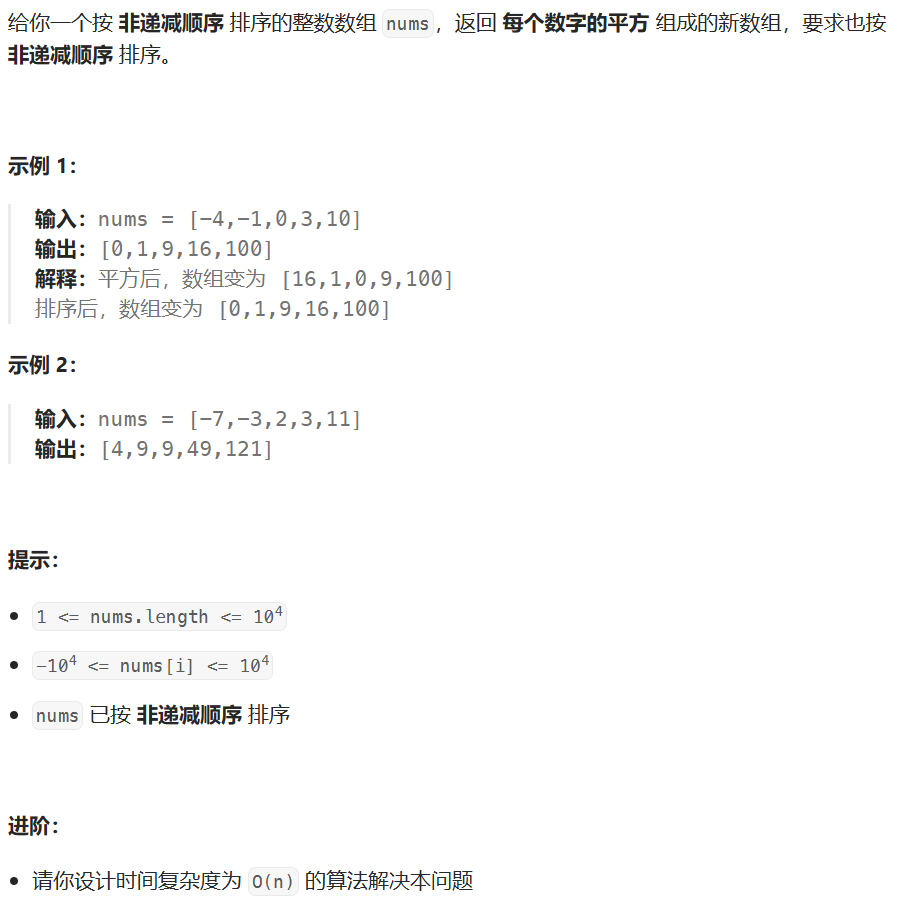 给你一个按 非递减顺序 排序的整数数组 nums，返回 每个数字的平方 组成的新数组，要求也按
非递减顺序 排序。
示例 1：
输入：nums = [-4,-1,0,3,10]
输出：[0,1,9,16,100]
解释：平方后，数组变为 [16,1,0,9,100]
排序后，数组变为 [0,1,9,16,100]
示例 2：
输入：nums = [-7,-3,2,3,11]
输出：[4,9,9,49,121]
提示：
• 1 <= nums.length <= 10⁴
• -10⁴ <= nums[i] <= 10⁴
• nums 已按 非递减顺序 排序
进阶：
• 请你设计时间复杂度为 O(n) 的算法解决本问题